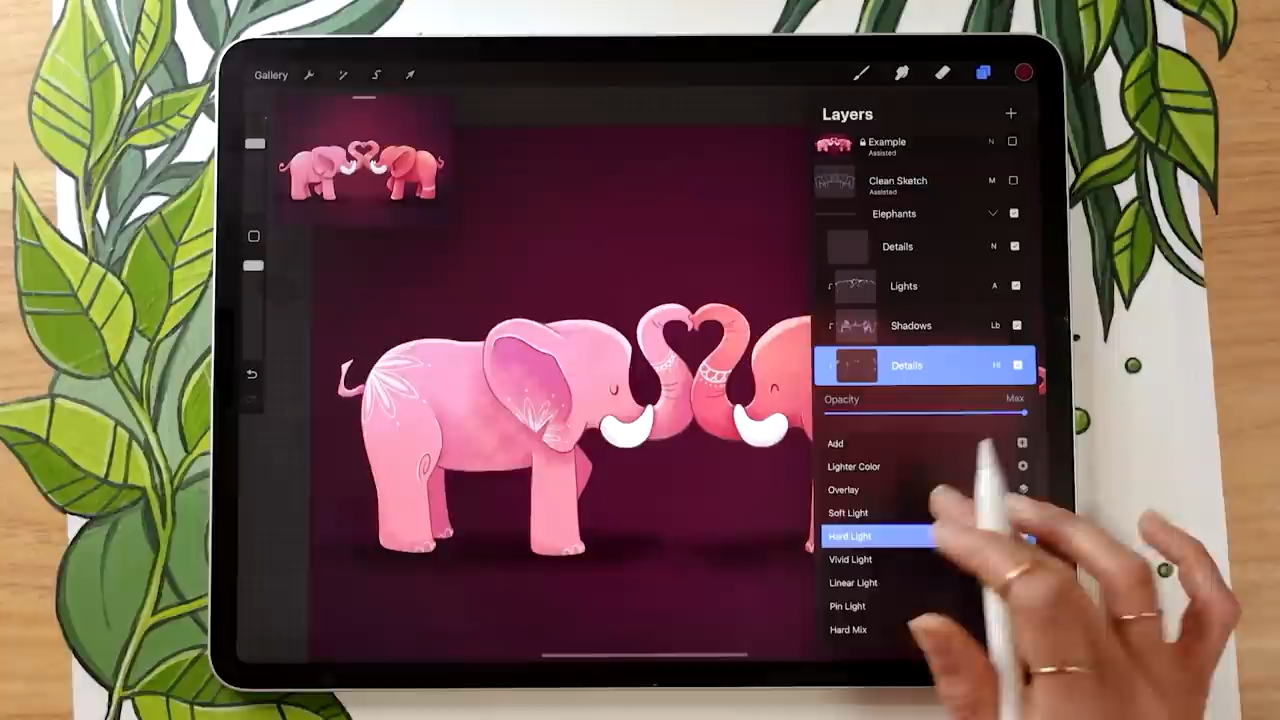 Gallery
Layers
Example
N
Assisted
Clean Sketch
M
Assisted
Elephants
Details
N
Lights
A
Shadows
Lb
Details
Hl
Opacity
Max
Add
Lighter Color
Overlay
Soft Light
Hard Light
Vivid Light
Linear Light
Pin Light
Hard Mix